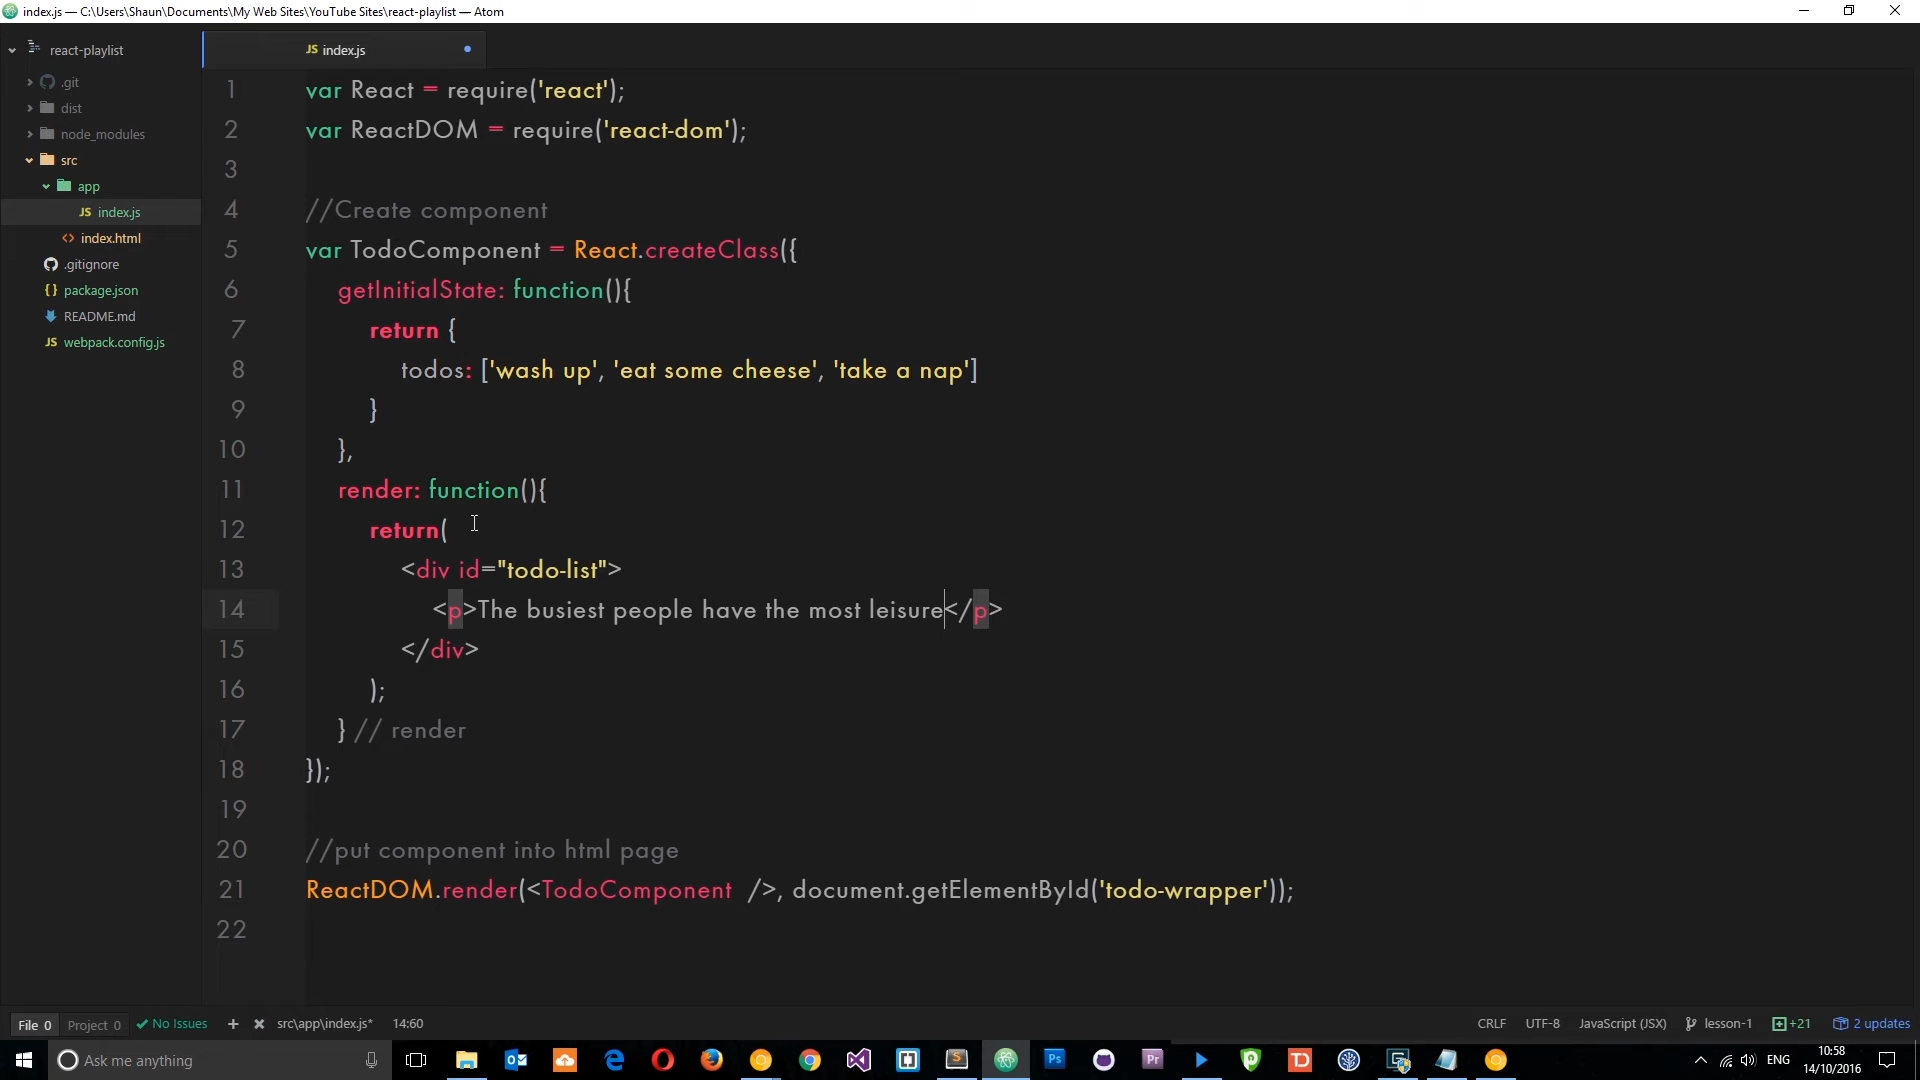 index.js — C:\Users\Shaun\Documents\My Web Sites\YouTube Sites\react-playlist — Atom
react-playlist
.git
dist
node_modules
src
app
JS index.js
<> index.html
.gitignore
{} package.json
README.md
JS webpack.config.js
JS index.js
1 var React = require('react');
2 var ReactDOM = require('react-dom');
3
4 //Create component
5 var TodoComponent = React.createClass({
6 getInitialState: function(){
7 return {
8 todos: ['wash up', 'eat some cheese', 'take a nap']
9 }
10 },
11 render: function(){
12 return(
13 <div id="todo-list">
14 <p>The busiest people have the most leisure</p>
15 </div>
16 );
17 } // render
18 });
19
20 //put component into html page
21 ReactDOM.render(<TodoComponent />, document.getElementById('todo-wrapper'));
22
File 0 Project 0 No Issues + src\app\index.js* 14:60 CRLF UTF-8 JavaScript (JSX) lesson-1 +21 2 updates
Ask me anything
Ps
Pr
TD
ENG
10:58
14/10/2016